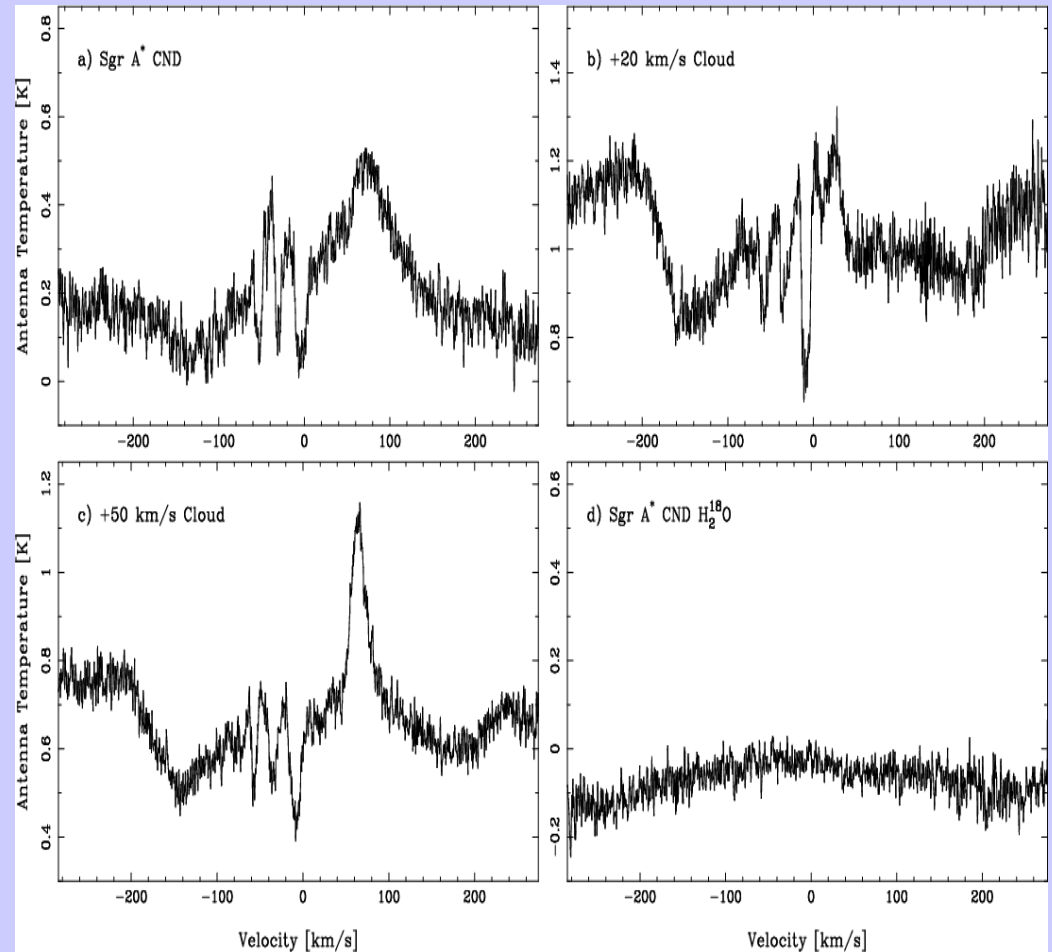 a) Sgr A* CND
Antenna Temperature [K]
0.8
0.6
0.4
0.2
0
−200 −100 0 100 200
b) +20 km/s Cloud
1.4
1.2
1
0.8
−200 −100 0 100 200
c) +50 km/s Cloud
Antenna Temperature [K]
1.2
1
0.8
0.6
0.4
−200 −100 0 100 200
Velocity [km/s]
d) Sgr A* CND H₂¹⁸O
0.6
0.4
0.2
0
−0.2
−200 −100 0 100 200
Velocity [km/s]